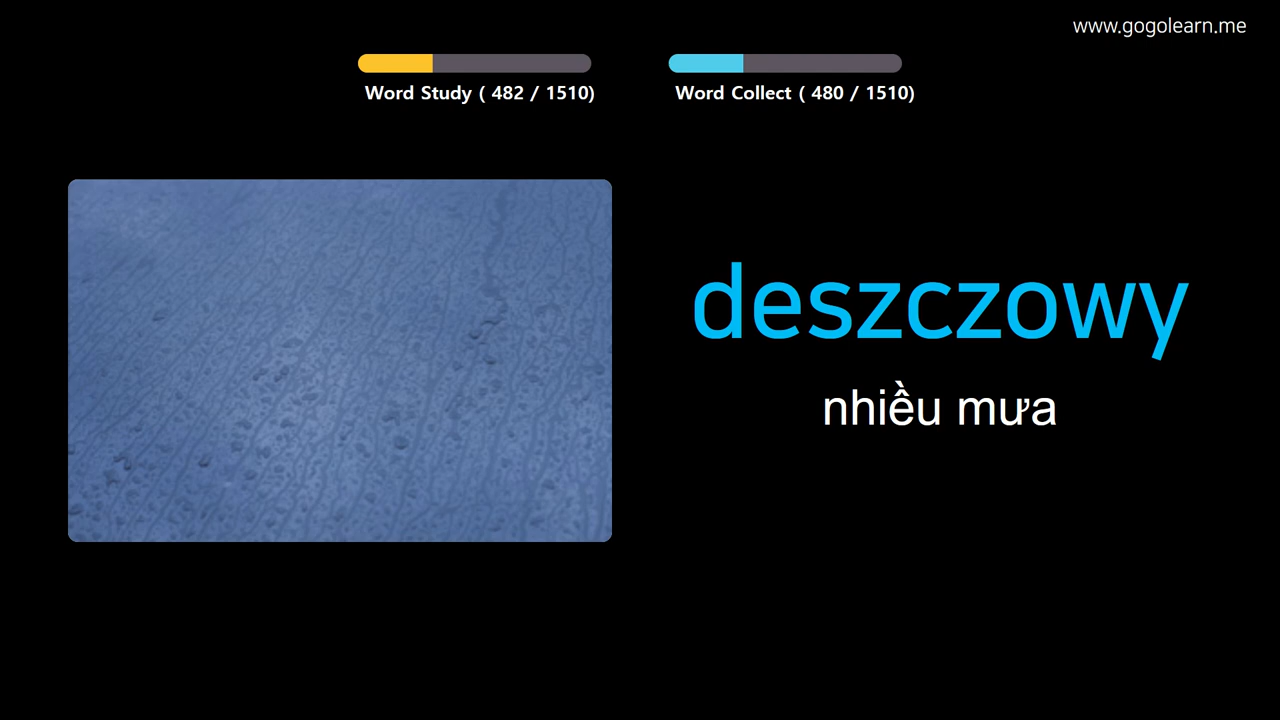 www.gogolearn.me
Word Study ( 482 / 1510)
Word Collect ( 480 / 1510)
deszczowy
nhiều mưa